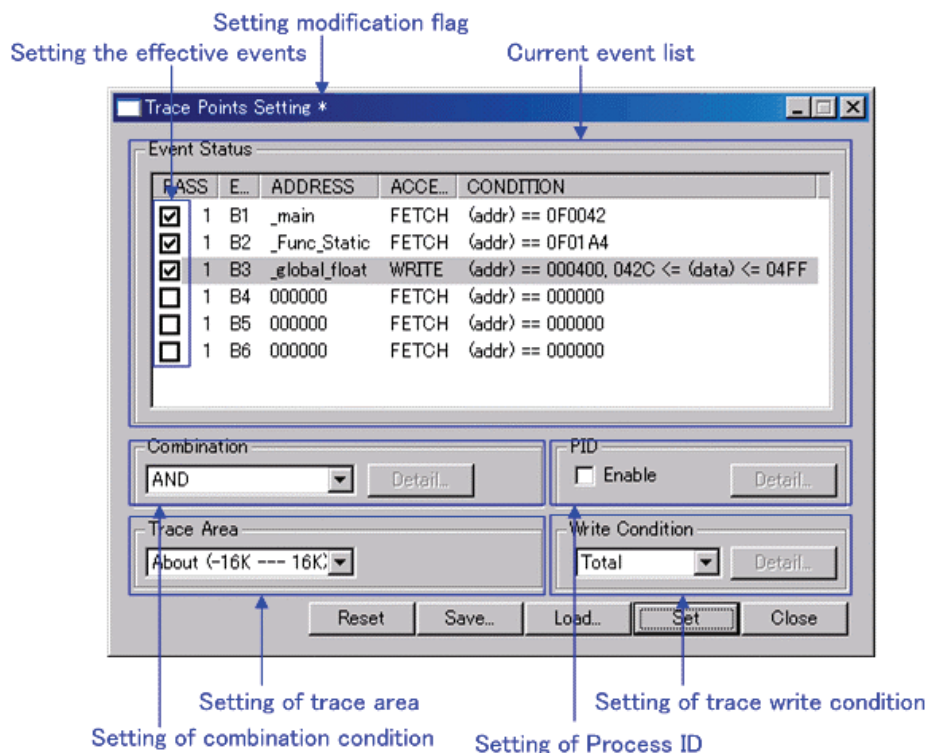 Setting modification flag
Setting the effective events
Current event list
Trace Points Setting *
Event Status
PASS E... ADDRESS ACCE... CONDITION
1 B1 _main FETCH (addr) == 0F0042
1 B2 _Func_Static FETCH (addr) == 0F01A4
1 B3 _global_float WRITE (addr) == 000400, 042C <= (data) <= 04FF
1 B4 000000 FETCH (addr) == 000000
1 B5 000000 FETCH (addr) == 000000
1 B6 000000 FETCH (addr) == 000000
Combination
AND Detail...
PID
Enable Detail...
Trace Area
About (-16K --- 16K)
Write Condition
Total Detail...
Reset Save... Load... Set Close
Setting of trace area
Setting of trace write condition
Setting of combination condition
Setting of Process ID